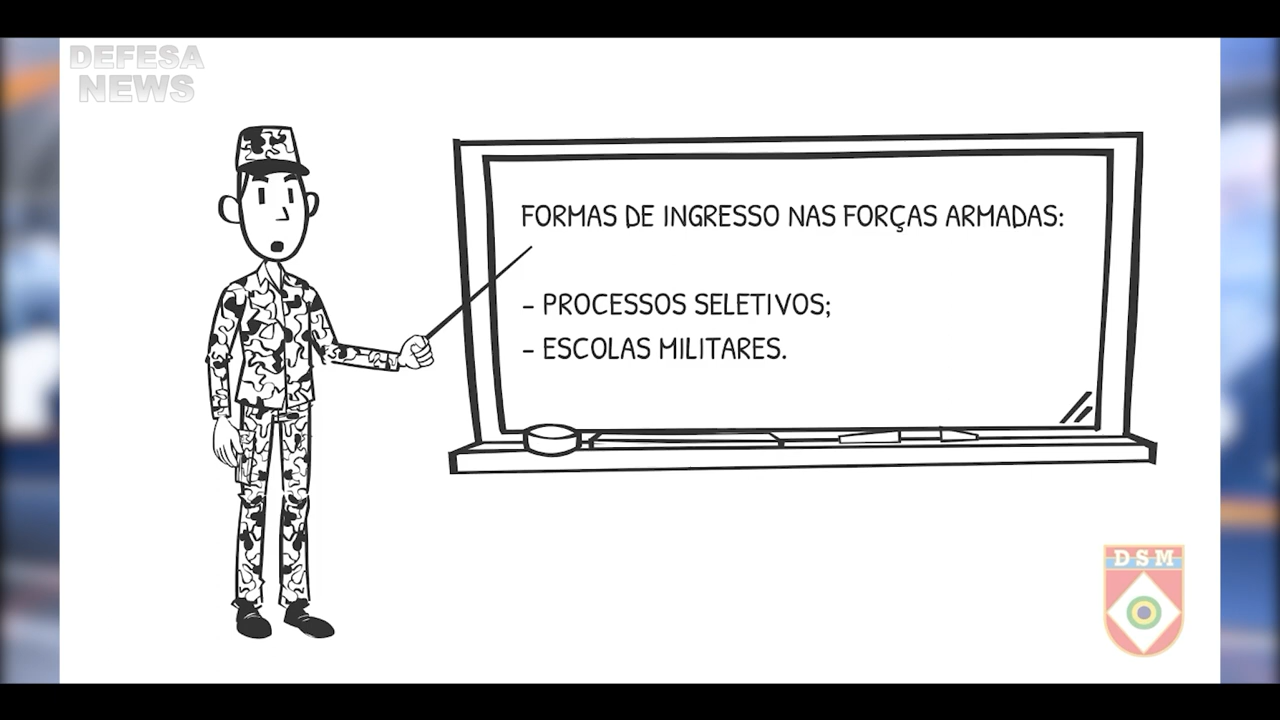 DEFESA
NEWS
FORMAS DE INGRESSO NAS FORÇAS ARMADAS:
- PROCESSOS SELETIVOS;
- ESCOLAS MILITARES.
DSM